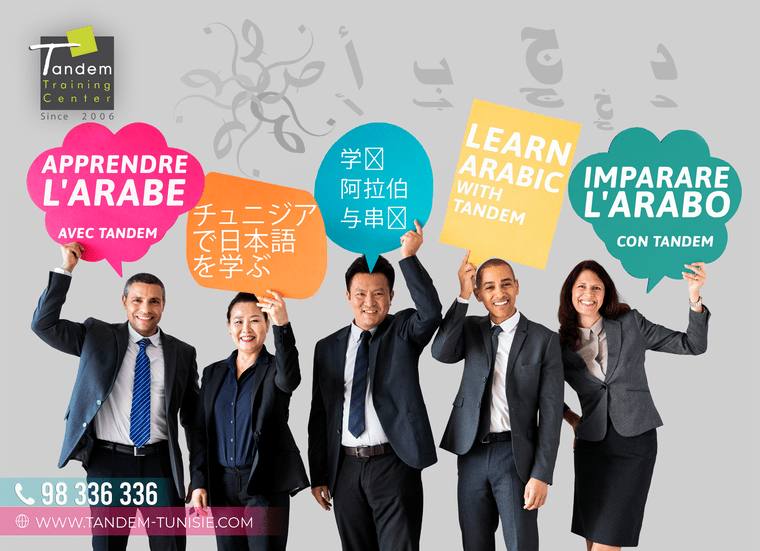 Tandem
Training
Center
Since 2006
APPRENDRE
L'ARABE
AVEC TANDEM
チュニジア
で日本語
を学ぶ
学
阿拉伯
与串
LEARN
ARABIC
WITH
TANDEM
IMPARARE
L'ARABO
CON TANDEM
98 336 336
WWW.TANDEM-TUNISIE.COM